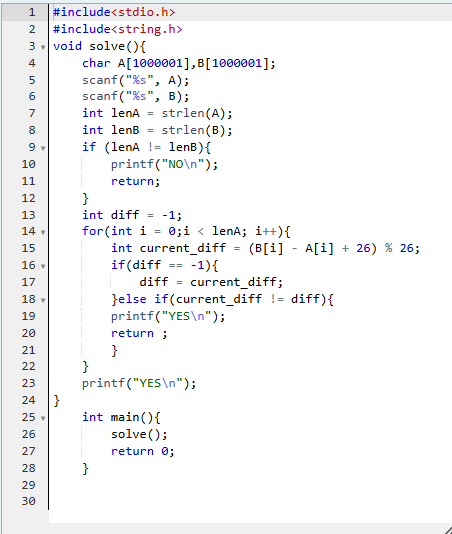 1 #include<stdio.h>
2 #include<string.h>
3 void solve(){
4     char A[1000001],B[1000001];
5     scanf("%s", A);
6     scanf("%s", B);
7     int lenA = strlen(A);
8     int lenB = strlen(B);
9     if (lenA != lenB){
10         printf("NO\n");
11         return;
12     }
13     int diff = -1;
14     for(int i = 0;i < lenA; i++){
15         int current_diff = (B[i] - A[i] + 26) % 26;
16         if(diff == -1){
17             diff = current_diff;
18         }else if(current_diff != diff){
19         printf("YES\n");
20         return ;
21         }
22     }
23     printf("YES\n");
24 }
25     int main(){
26         solve();
27         return 0;
28     }
29
30